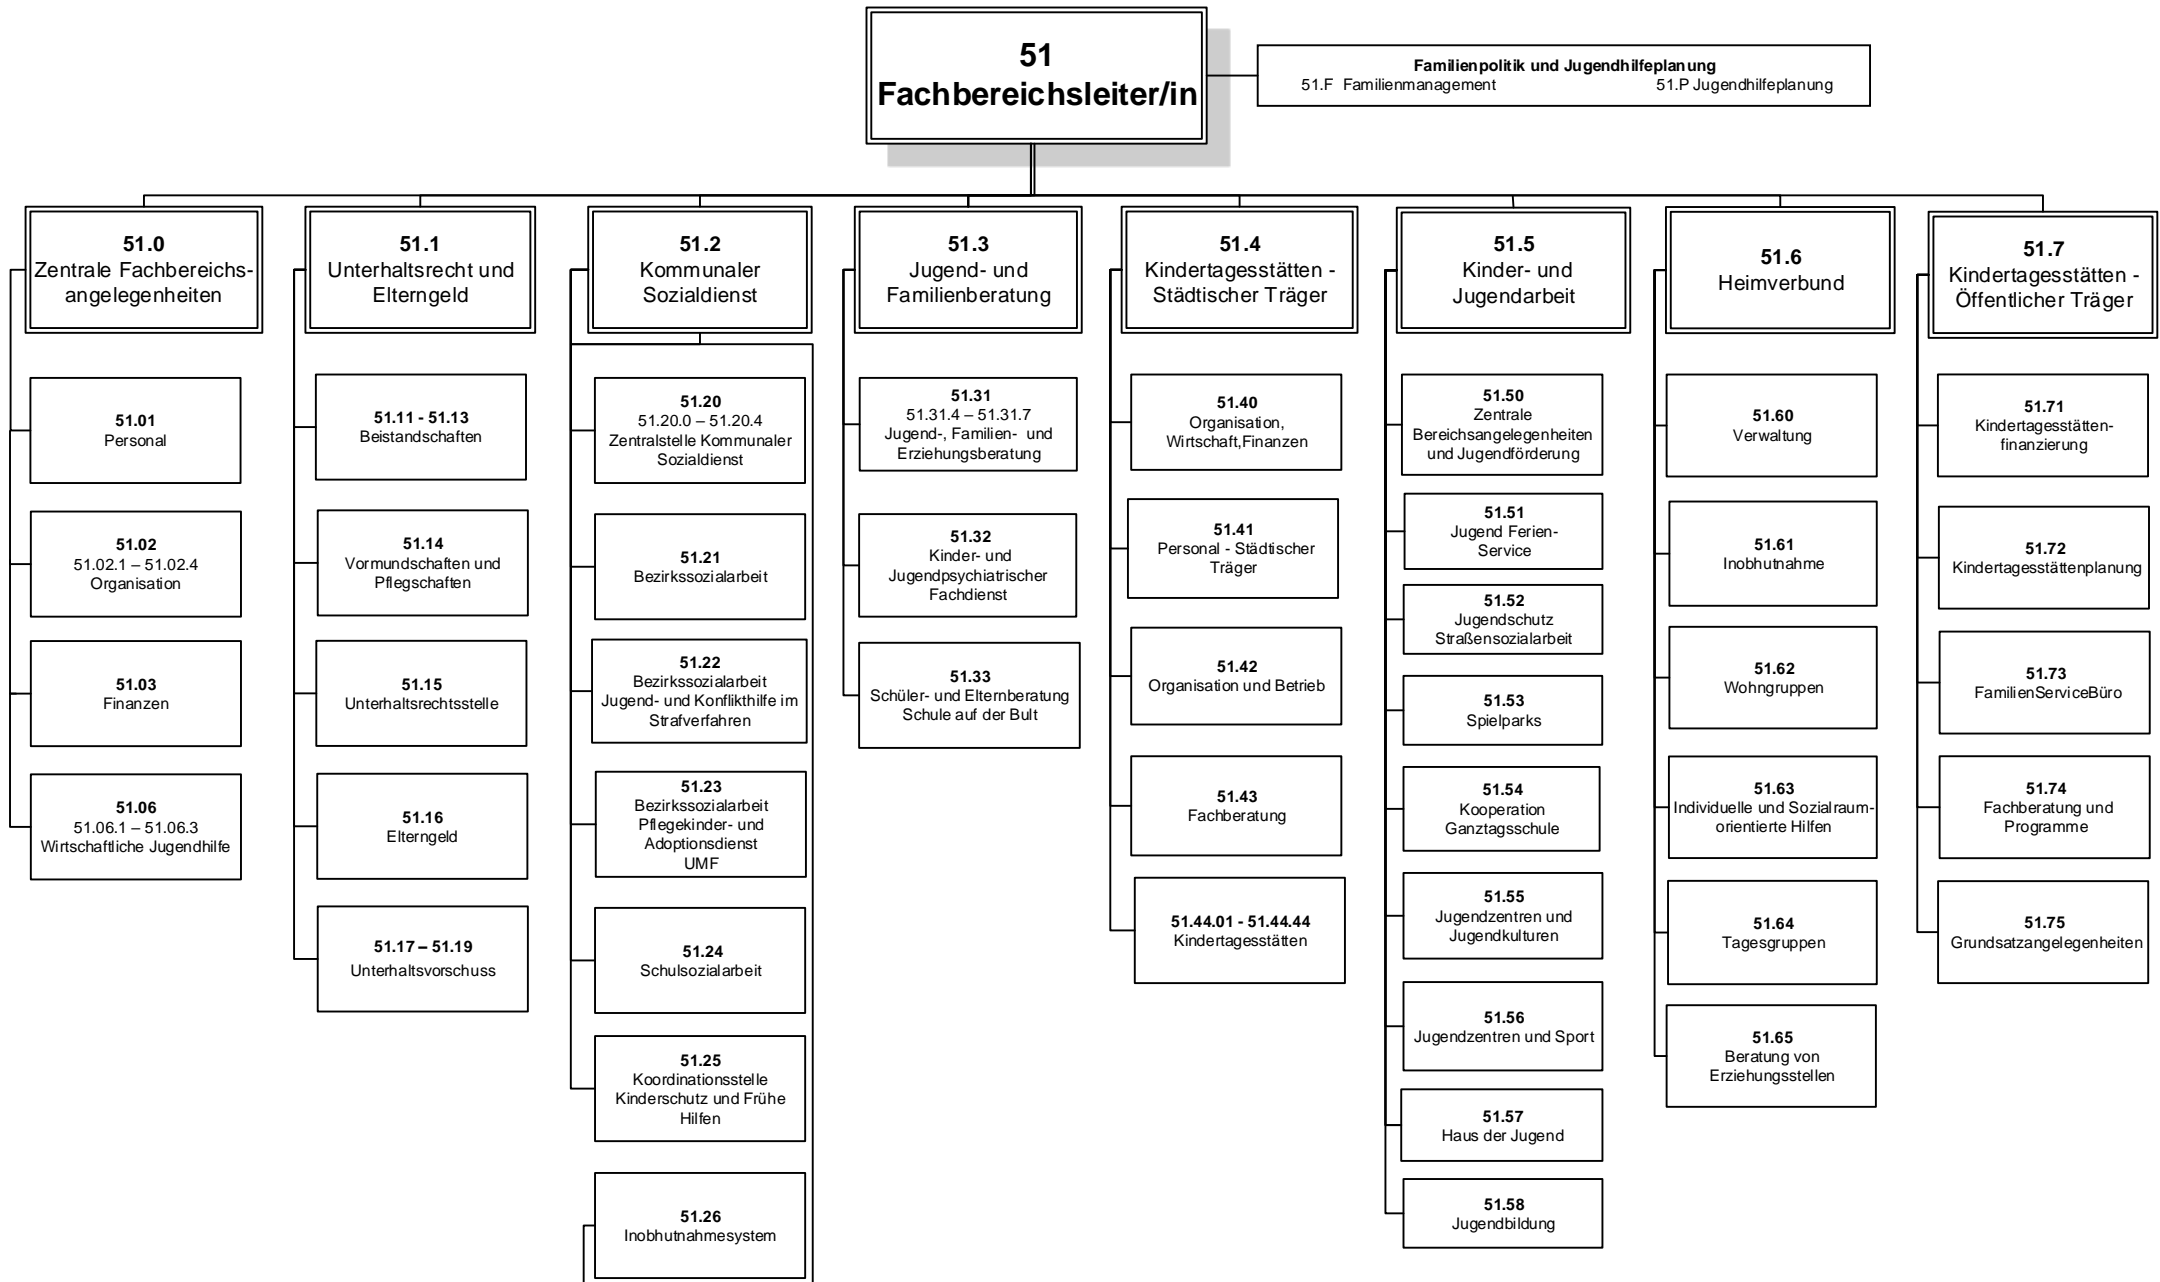 51
Fachbereichsleiter/in
Familienpolitik und Jugendhilfeplanung
51.F Familienmanagement 51.P Jugendhilfeplanung
51.0
Zentrale Fachbereichs-
angelegenheiten
51.01
Personal
51.02
51.02.1 – 51.02.4
Organisation
51.03
Finanzen
51.06
51.06.1 – 51.06.3
Wirtschaftliche Jugendhilfe
51.1
Unterhaltsrecht und
Elterngeld
51.11 - 51.13
Beistandschaften
51.14
Vormundschaften und
Pflegschaften
51.15
Unterhaltsrechtsstelle
51.16
Elterngeld
51.17 – 51.19
Unterhaltsvorschuss
51.2
Kommunaler
Sozialdienst
51.20
51.20.0 – 51.20.4
Zentralstelle Kommunaler
Sozialdienst
51.21
Bezirkssozialarbeit
51.22
Bezirkssozialarbeit
Jugend- und Konflikthilfe im
Strafverfahren
51.23
Bezirkssozialarbeit
Pflegekinder- und
Adoptionsdienst
UMF
51.24
Schulsozialarbeit
51.25
Koordinationsstelle
Kinderschutz und Frühe
Hilfen
51.26
Inobhutnahmesystem
51.3
Jugend- und
Familienberatung
51.31
51.31.4 – 51.31.7
Jugend-, Familien- und
Erziehungsberatung
51.32
Kinder- und
Jugendpsychiatrischer
Fachdienst
51.33
Schüler- und Elternberatung
Schule auf der Bult
51.4
Kindertagesstätten -
Städtischer Träger
51.40
Organisation,
Wirtschaft,Finanzen
51.41
Personal - Städtischer
Träger
51.42
Organisation und Betrieb
51.43
Fachberatung
51.44.01 - 51.44.44
Kindertagesstätten
51.5
Kinder- und
Jugendarbeit
51.50
Zentrale
Bereichsangelegenheiten
und Jugendförderung
51.51
Jugend Ferien-
Service
51.52
Jugendschutz
Straßensozialarbeit
51.53
Spielparks
51.54
Kooperation
Ganztagsschule
51.55
Jugendzentren und
Jugendkulturen
51.56
Jugendzentren und Sport
51.57
Haus der Jugend
51.58
Jugendbildung
51.6
Heimverbund
51.60
Verwaltung
51.61
Inobhutnahme
51.62
Wohngruppen
51.63
Individuelle und Sozialraum-
orientierte Hilfen
51.64
Tagesgruppen
51.65
Beratung von
Erziehungsstellen
51.7
Kindertagesstätten -
Öffentlicher Träger
51.71
Kindertagesstätten-
finanzierung
51.72
Kindertagesstättenplanung
51.73
FamilienServiceBüro
51.74
Fachberatung und
Programme
51.75
Grundsatzangelegenheiten